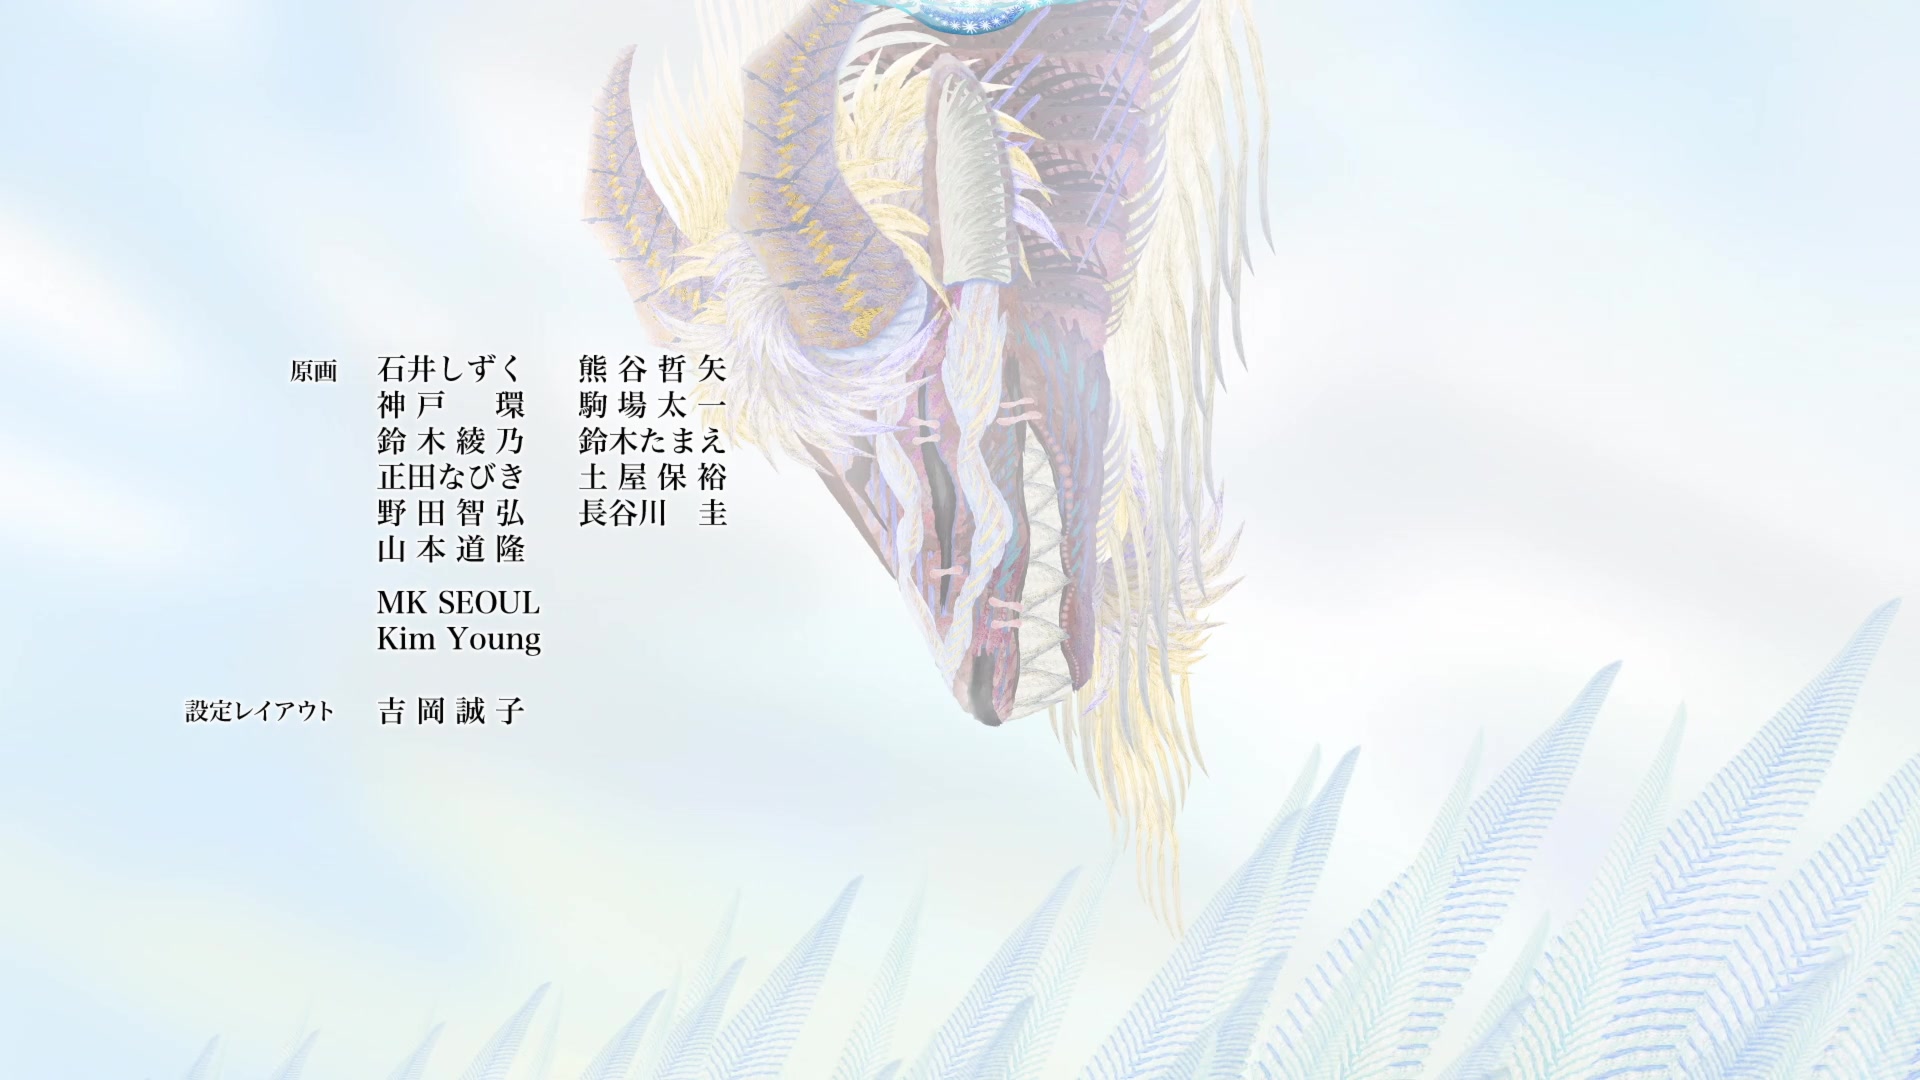 原画 石井しずく 熊谷哲矢
神戸 環 駒場太一
鈴木綾乃 鈴木たまえ
正田なびき 土屋保裕
野田智弘 長谷川 圭
山本道隆
MK SEOUL
Kim Young
設定レイアウト 吉岡誠子